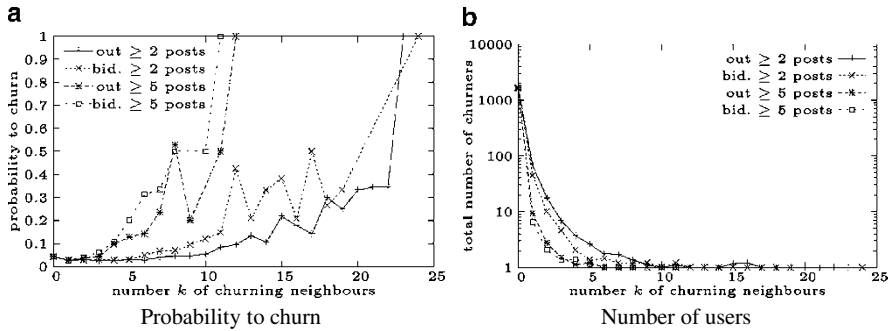 a
probability to churn
1
0.9
0.8
0.7
0.6
0.5
0.4
0.3
0.2
0.1
0
0 5 10 15 20 25
number k of churning neighbours
out ≥ 2 posts
bid. ≥ 2 posts
out ≥ 5 posts
bid. ≥ 5 posts
Probability to churn
b
total number of churners
10000
1000
100
10
1
0 5 10 15 20 25
number k of churning neighbours
out ≥ 2 posts
bid. ≥ 2 posts
out ≥ 5 posts
bid. ≥ 5 posts
Number of users